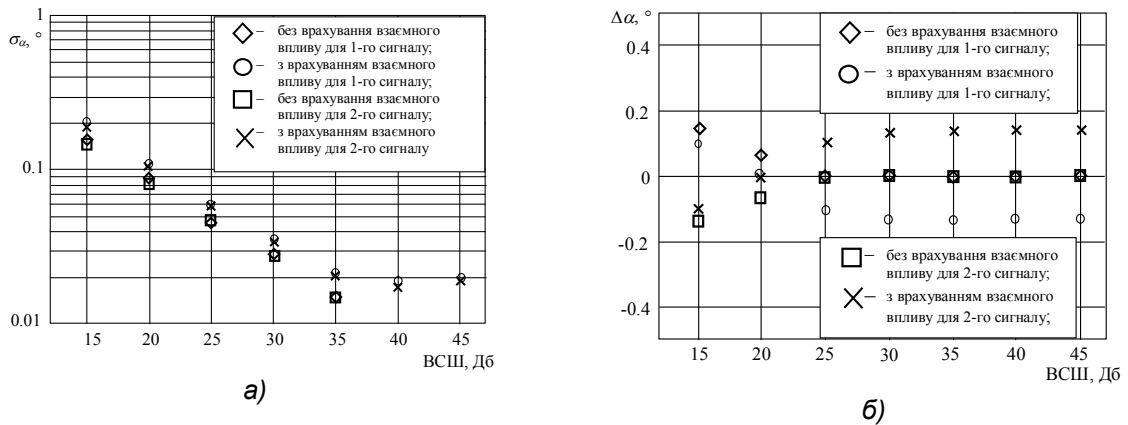 1
σα, °
0.1
0.01
15 20 25 30 35 40 45
ВСШ, Дб
– без врахування взаємного
впливу для 1-го сигналу;
– з врахуванням взаємного
впливу для 1-го сигналу;
– без врахування взаємного
впливу для 2-го сигналу;
– з врахуванням взаємного
впливу для 2-го сигналу
а)
Δα, °
0.4
0.2
0
-0.2
-0.4
15 20 25 30 35 40 45
ВСШ, Дб
– без врахування взаємного
впливу для 1-го сигналу;
– з врахуванням взаємного
впливу для 1-го сигналу;
– без врахування взаємного
впливу для 2-го сигналу;
– з врахуванням взаємного
впливу для 2-го сигналу;
б)